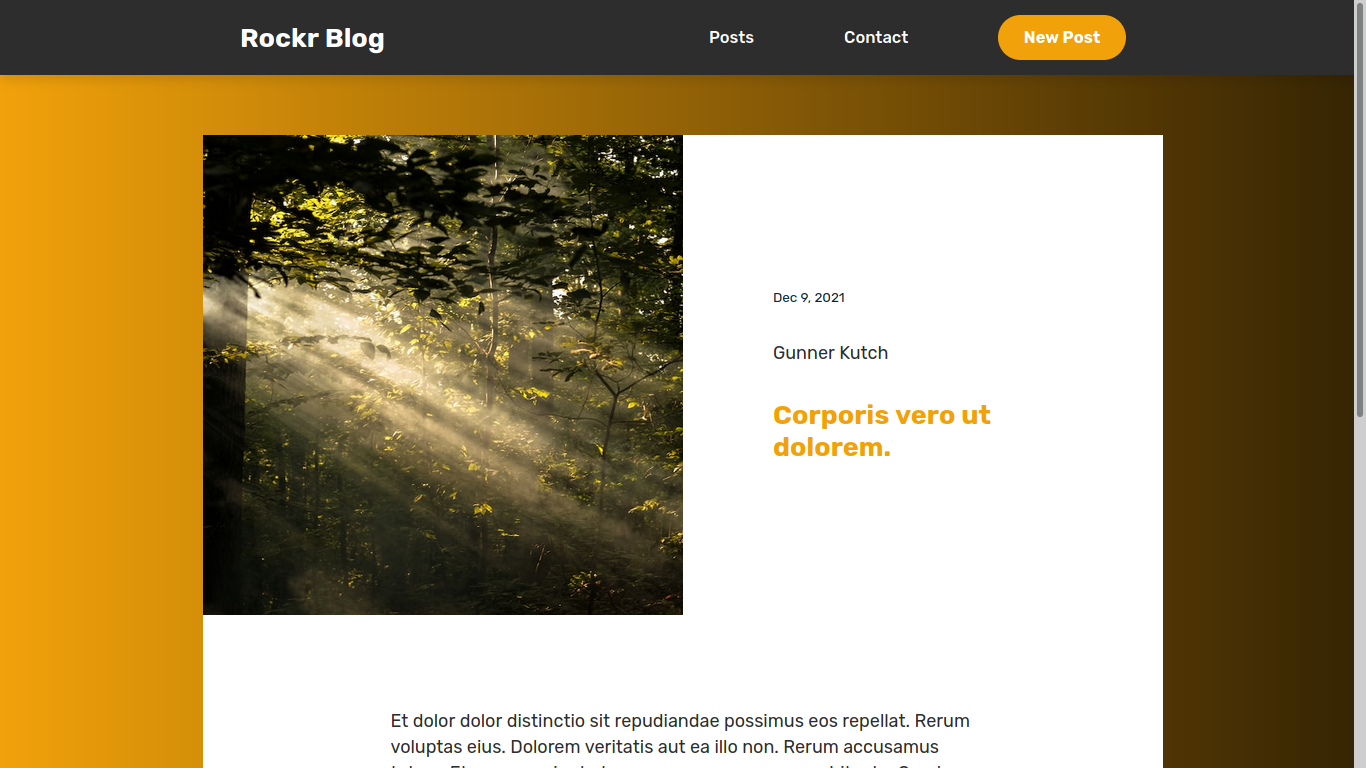 Rockr Blog
Posts
Contact
New Post
Dec 9, 2021
Gunner Kutch
Corporis vero ut
dolorem.
Et dolor dolor distinctio sit repudiandae possimus eos repellat. Rerum
voluptas eius. Dolorem veritatis aut ea illo non. Rerum accusamus